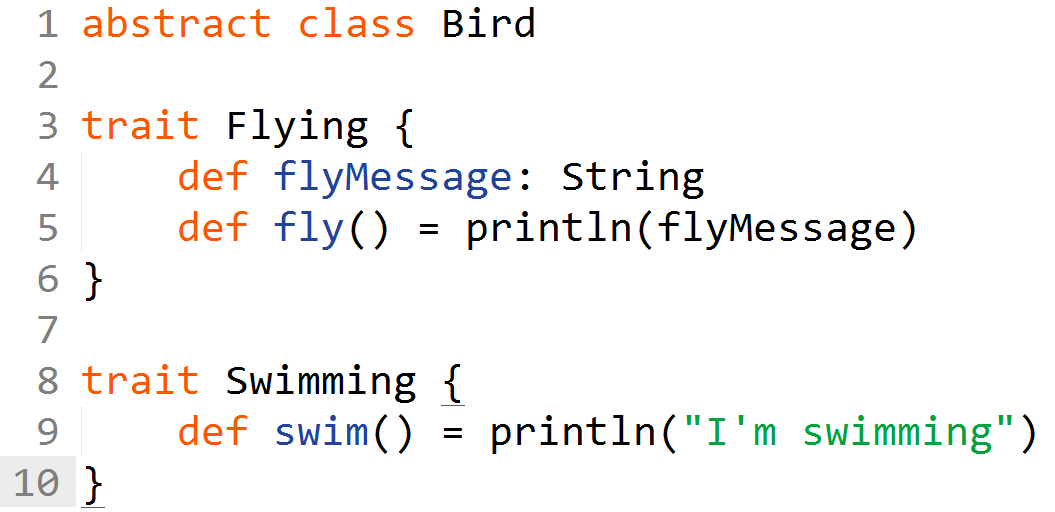 1 abstract class Bird
2
3 trait Flying {
4     def flyMessage: String
5     def fly() = println(flyMessage)
6 }
7
8 trait Swimming {
9     def swim() = println("I'm swimming")
10 }